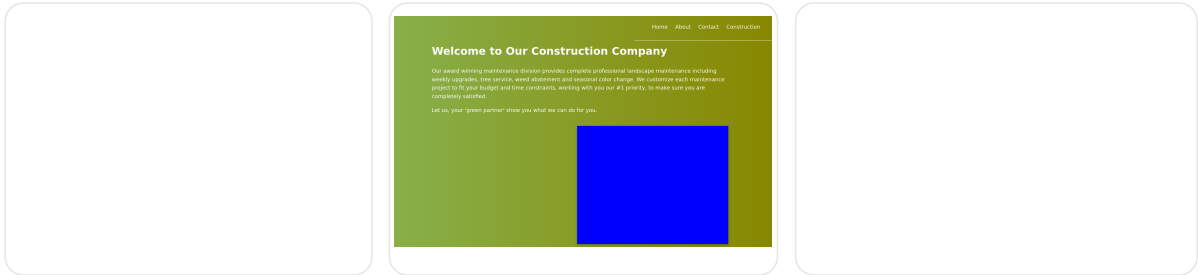 Home About Contact Construction
Welcome to Our Construction Company
Our award winning maintenance division provides complete professional landscape maintenance including
weekly upgrades, tree service, weed abatement and seasonal color change. We customize each maintenance
project to fit your budget and time constraints, working with you our #1 priority, to make sure you are
completely satisfied.
Let us, your 'green partner' show you what we can do for you.